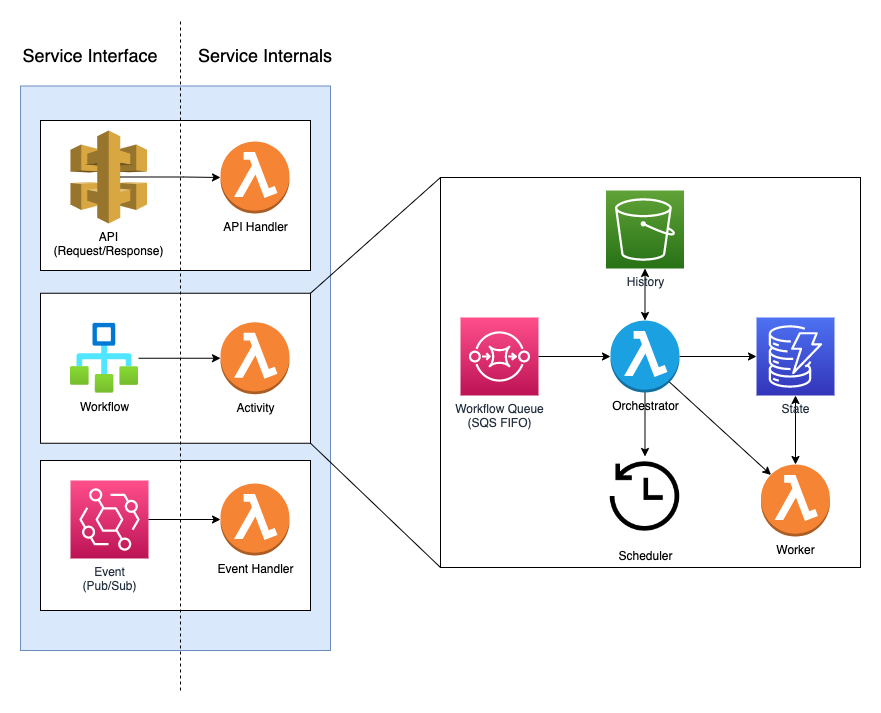 Service Interface
Service Internals
API
(Request/Response)
API Handler
Workflow
Activity
Event
(Pub/Sub)
Event Handler
History
Workflow Queue
(SQS FIFO)
Orchestrator
State
Scheduler
Worker